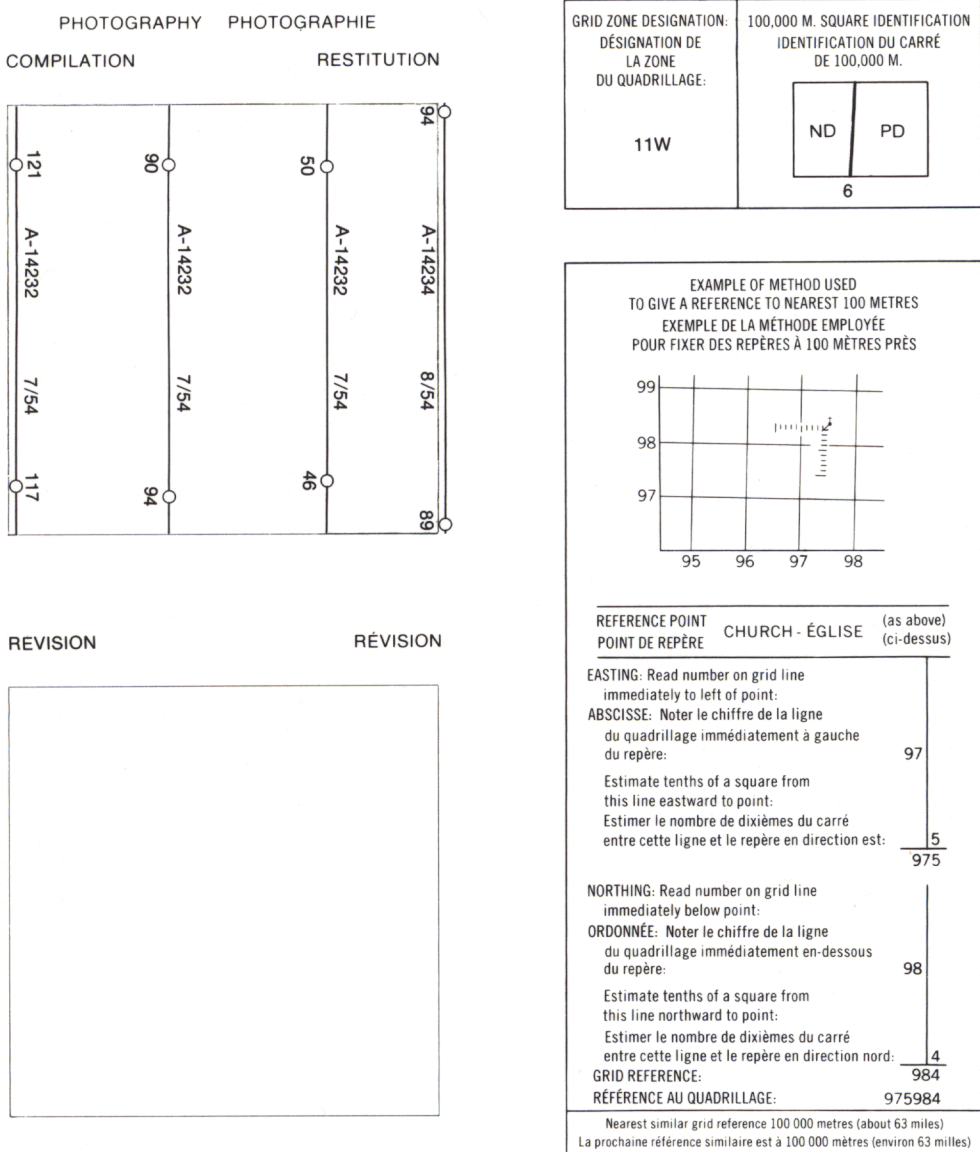 PHOTOGRAPHY PHOTOGRAPHIE
COMPILATION RESTITUTION
121
A-14232
7/54
117
90
A-14232
7/54
94
50
A-14232
7/54
46
94
A-14234
8/54
89
REVISION RÉVISION
GRID ZONE DESIGNATION:
DÉSIGNATION DE
LA ZONE
DU QUADRILLAGE:
11W
100,000 M. SQUARE IDENTIFICATION
IDENTIFICATION DU CARRÉ
DE 100,000 M.
ND PD
6
EXAMPLE OF METHOD USED
TO GIVE A REFERENCE TO NEAREST 100 METRES
EXEMPLE DE LA MÉTHODE EMPLOYÉE
POUR FIXER DES REPÈRES À 100 MÈTRES PRÈS
99
98
97
95 96 97 98
REFERENCE POINT
POINT DE REPÈRE
CHURCH - ÉGLISE
(as above)
(ci-dessus)
EASTING: Read number on grid line
immediately to left of point:
ABSCISSE: Noter le chiffre de la ligne
du quadrillage immédiatement à gauche
du repère: 97
Estimate tenths of a square from
this line eastward to point:
Estimer le nombre de dixièmes du carré
entre cette ligne et le repère en direction est: 5
975
NORTHING: Read number on grid line
immediately below point:
ORDONNÉE: Noter le chiffre de la ligne
du quadrillage immédiatement en-dessous
du repère: 98
Estimate tenths of a square from
this line northward to point:
Estimer le nombre de dixièmes du carré
entre cette ligne et le repère en direction nord: 4
GRID REFERENCE: 984
RÉFÉRENCE AU QUADRILLAGE: 975984
Nearest similar grid reference 100 000 metres (about 63 miles)
La prochaine référence similaire est à 100 000 mètres (environ 63 milles)